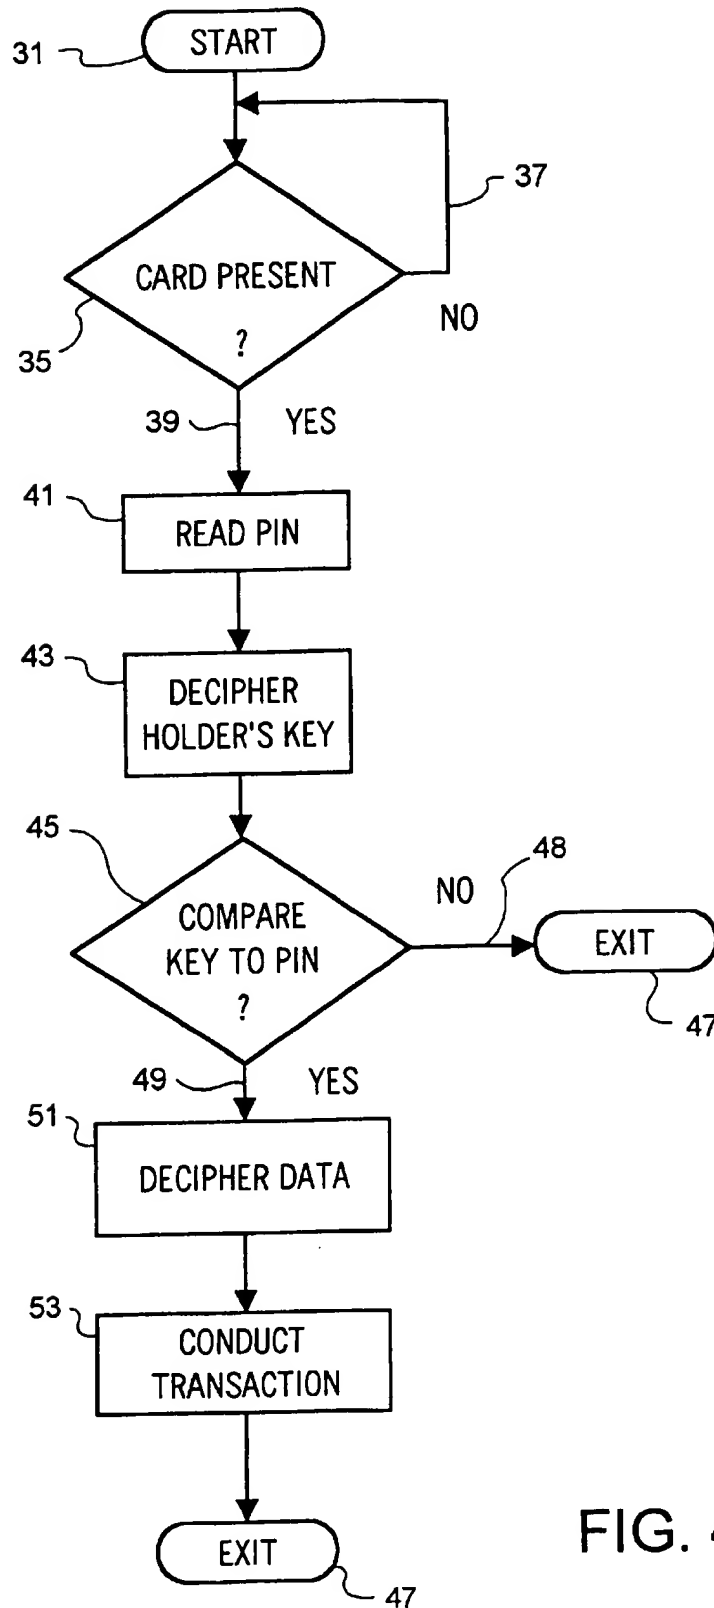 START
31
37
CARD PRESENT
?
NO
35
39
YES
41
READ PIN
43
DECIPHER
HOLDER'S KEY
45
COMPARE
KEY TO PIN
?
NO
48
EXIT
47
49
YES
51
DECIPHER DATA
53
CONDUCT
TRANSACTION
EXIT
47
FIG.